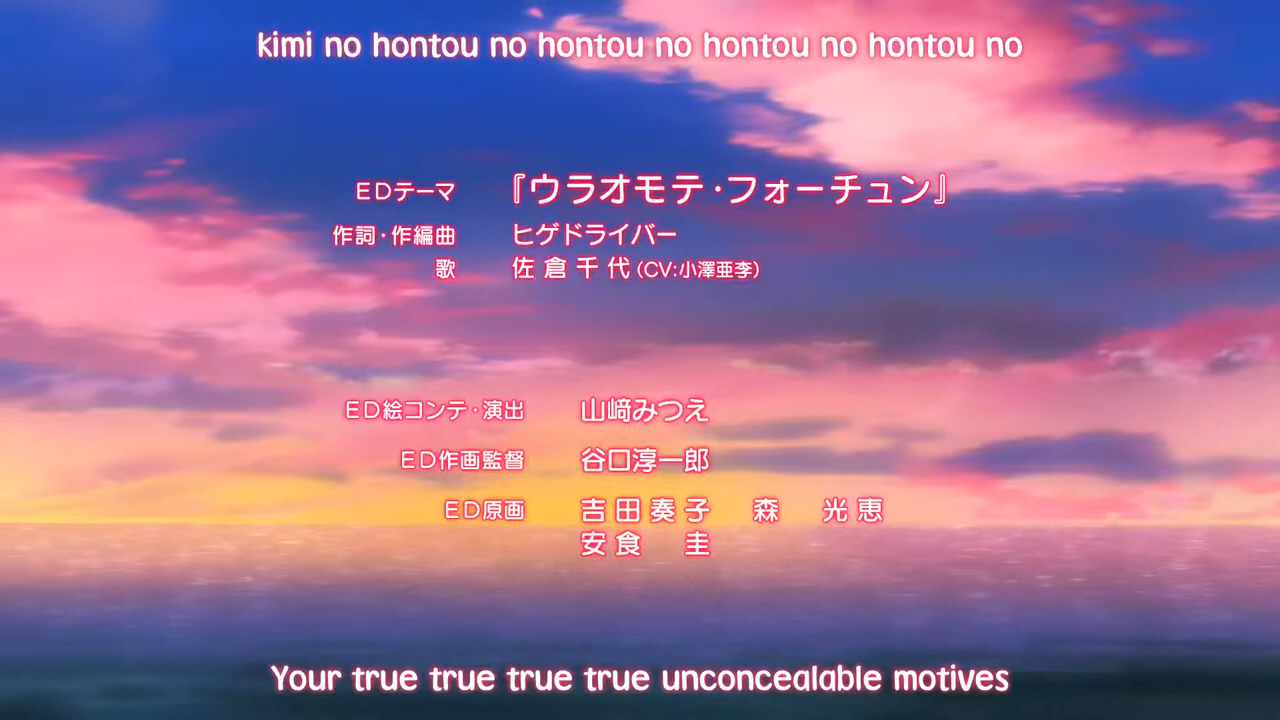 kimi no hontou no hontou no hontou no hontou no
EDテーマ 『ウラオモテ・フォーチュン』
作詞・作編曲 ヒゲドライバー
歌 佐倉千代(CV:小澤亜李)
ED絵コンテ・演出 山﨑みつえ
ED作画監督 谷口淳一郎
ED原画 吉田奏子 森 光恵
安食 圭
Your true true true true unconcealable motives